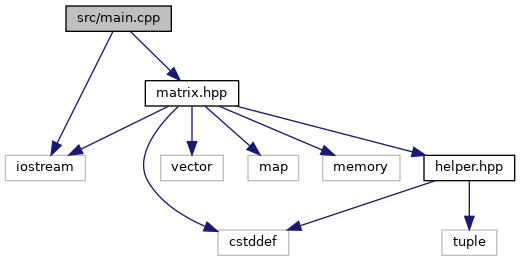 src/main.cpp
matrix.hpp
iostream
vector
map
memory
helper.hpp
cstddef
tuple